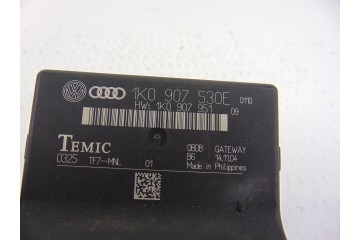 1K0 907 530E 0110
HW: 1K0 907 951 09
TEMIC 0808 GATEWAY
0325 TF7-MNL 01 B6 14.11.04
Made in Philippines